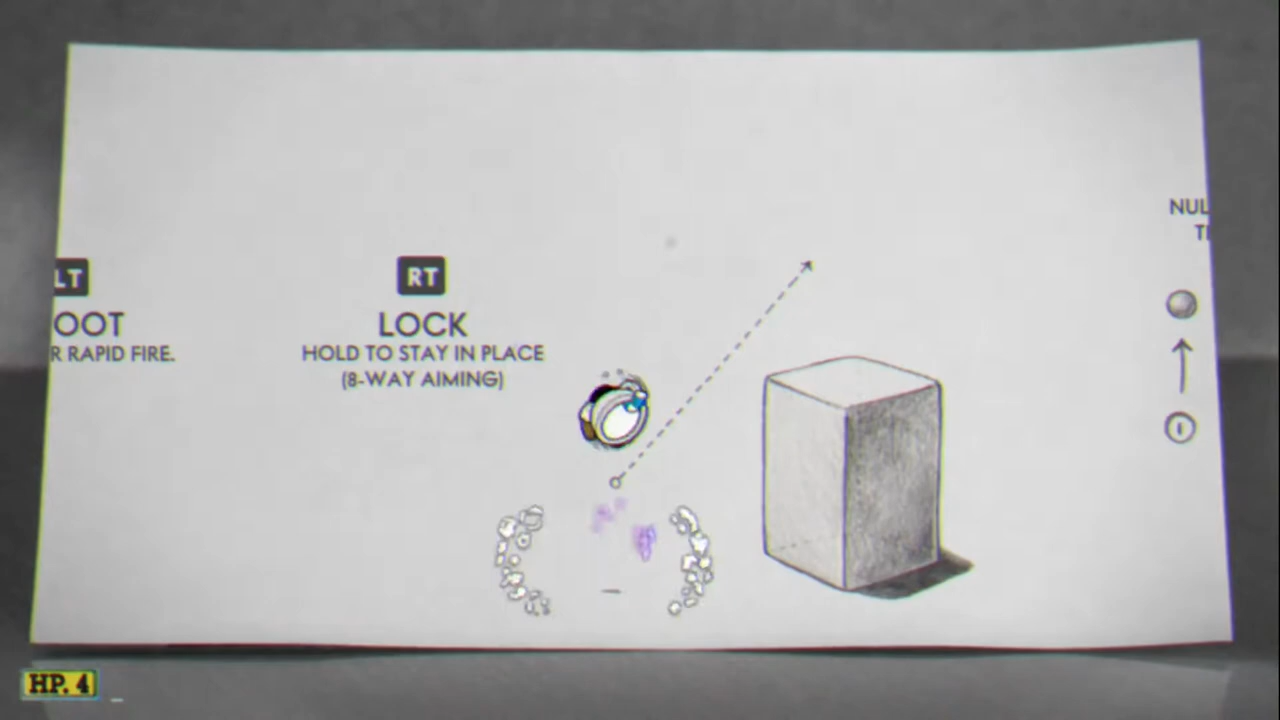 LT
OOT
R RAPID FIRE.
RT
LOCK
HOLD TO STAY IN PLACE
(8-WAY AIMING)
NUL
T
HP. 4